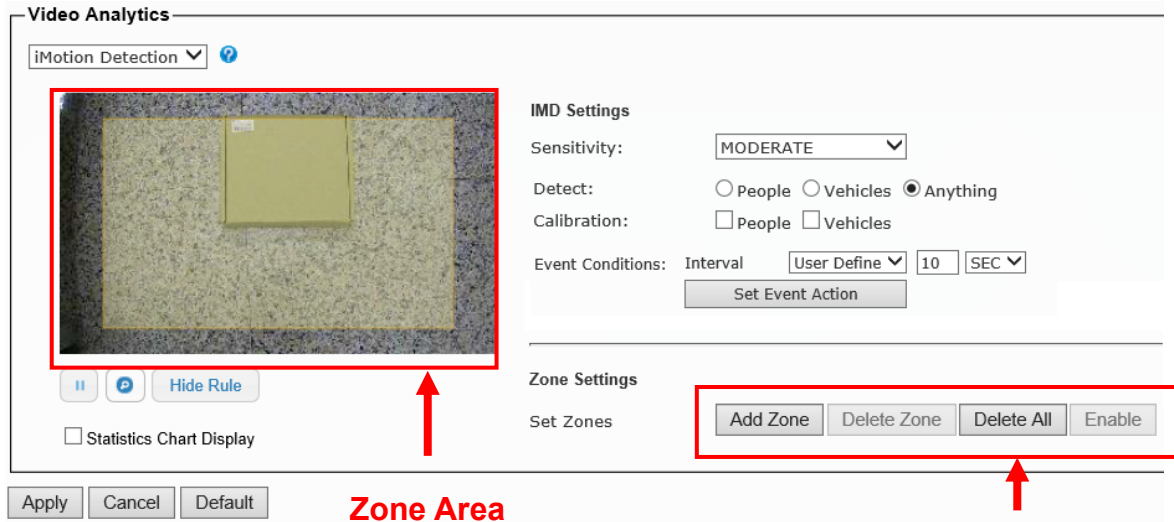 Video Analytics
iMotion Detection
?
IMD Settings
Sensitivity: MODERATE
Detect: People Vehicles Anything
Calibration: People Vehicles
Event Conditions: Interval User Define 10 SEC
Set Event Action
Hide Rule
Zone Settings
Set Zones Add Zone Delete Zone Delete All Enable
Statistics Chart Display
Apply Cancel Default
Zone Area